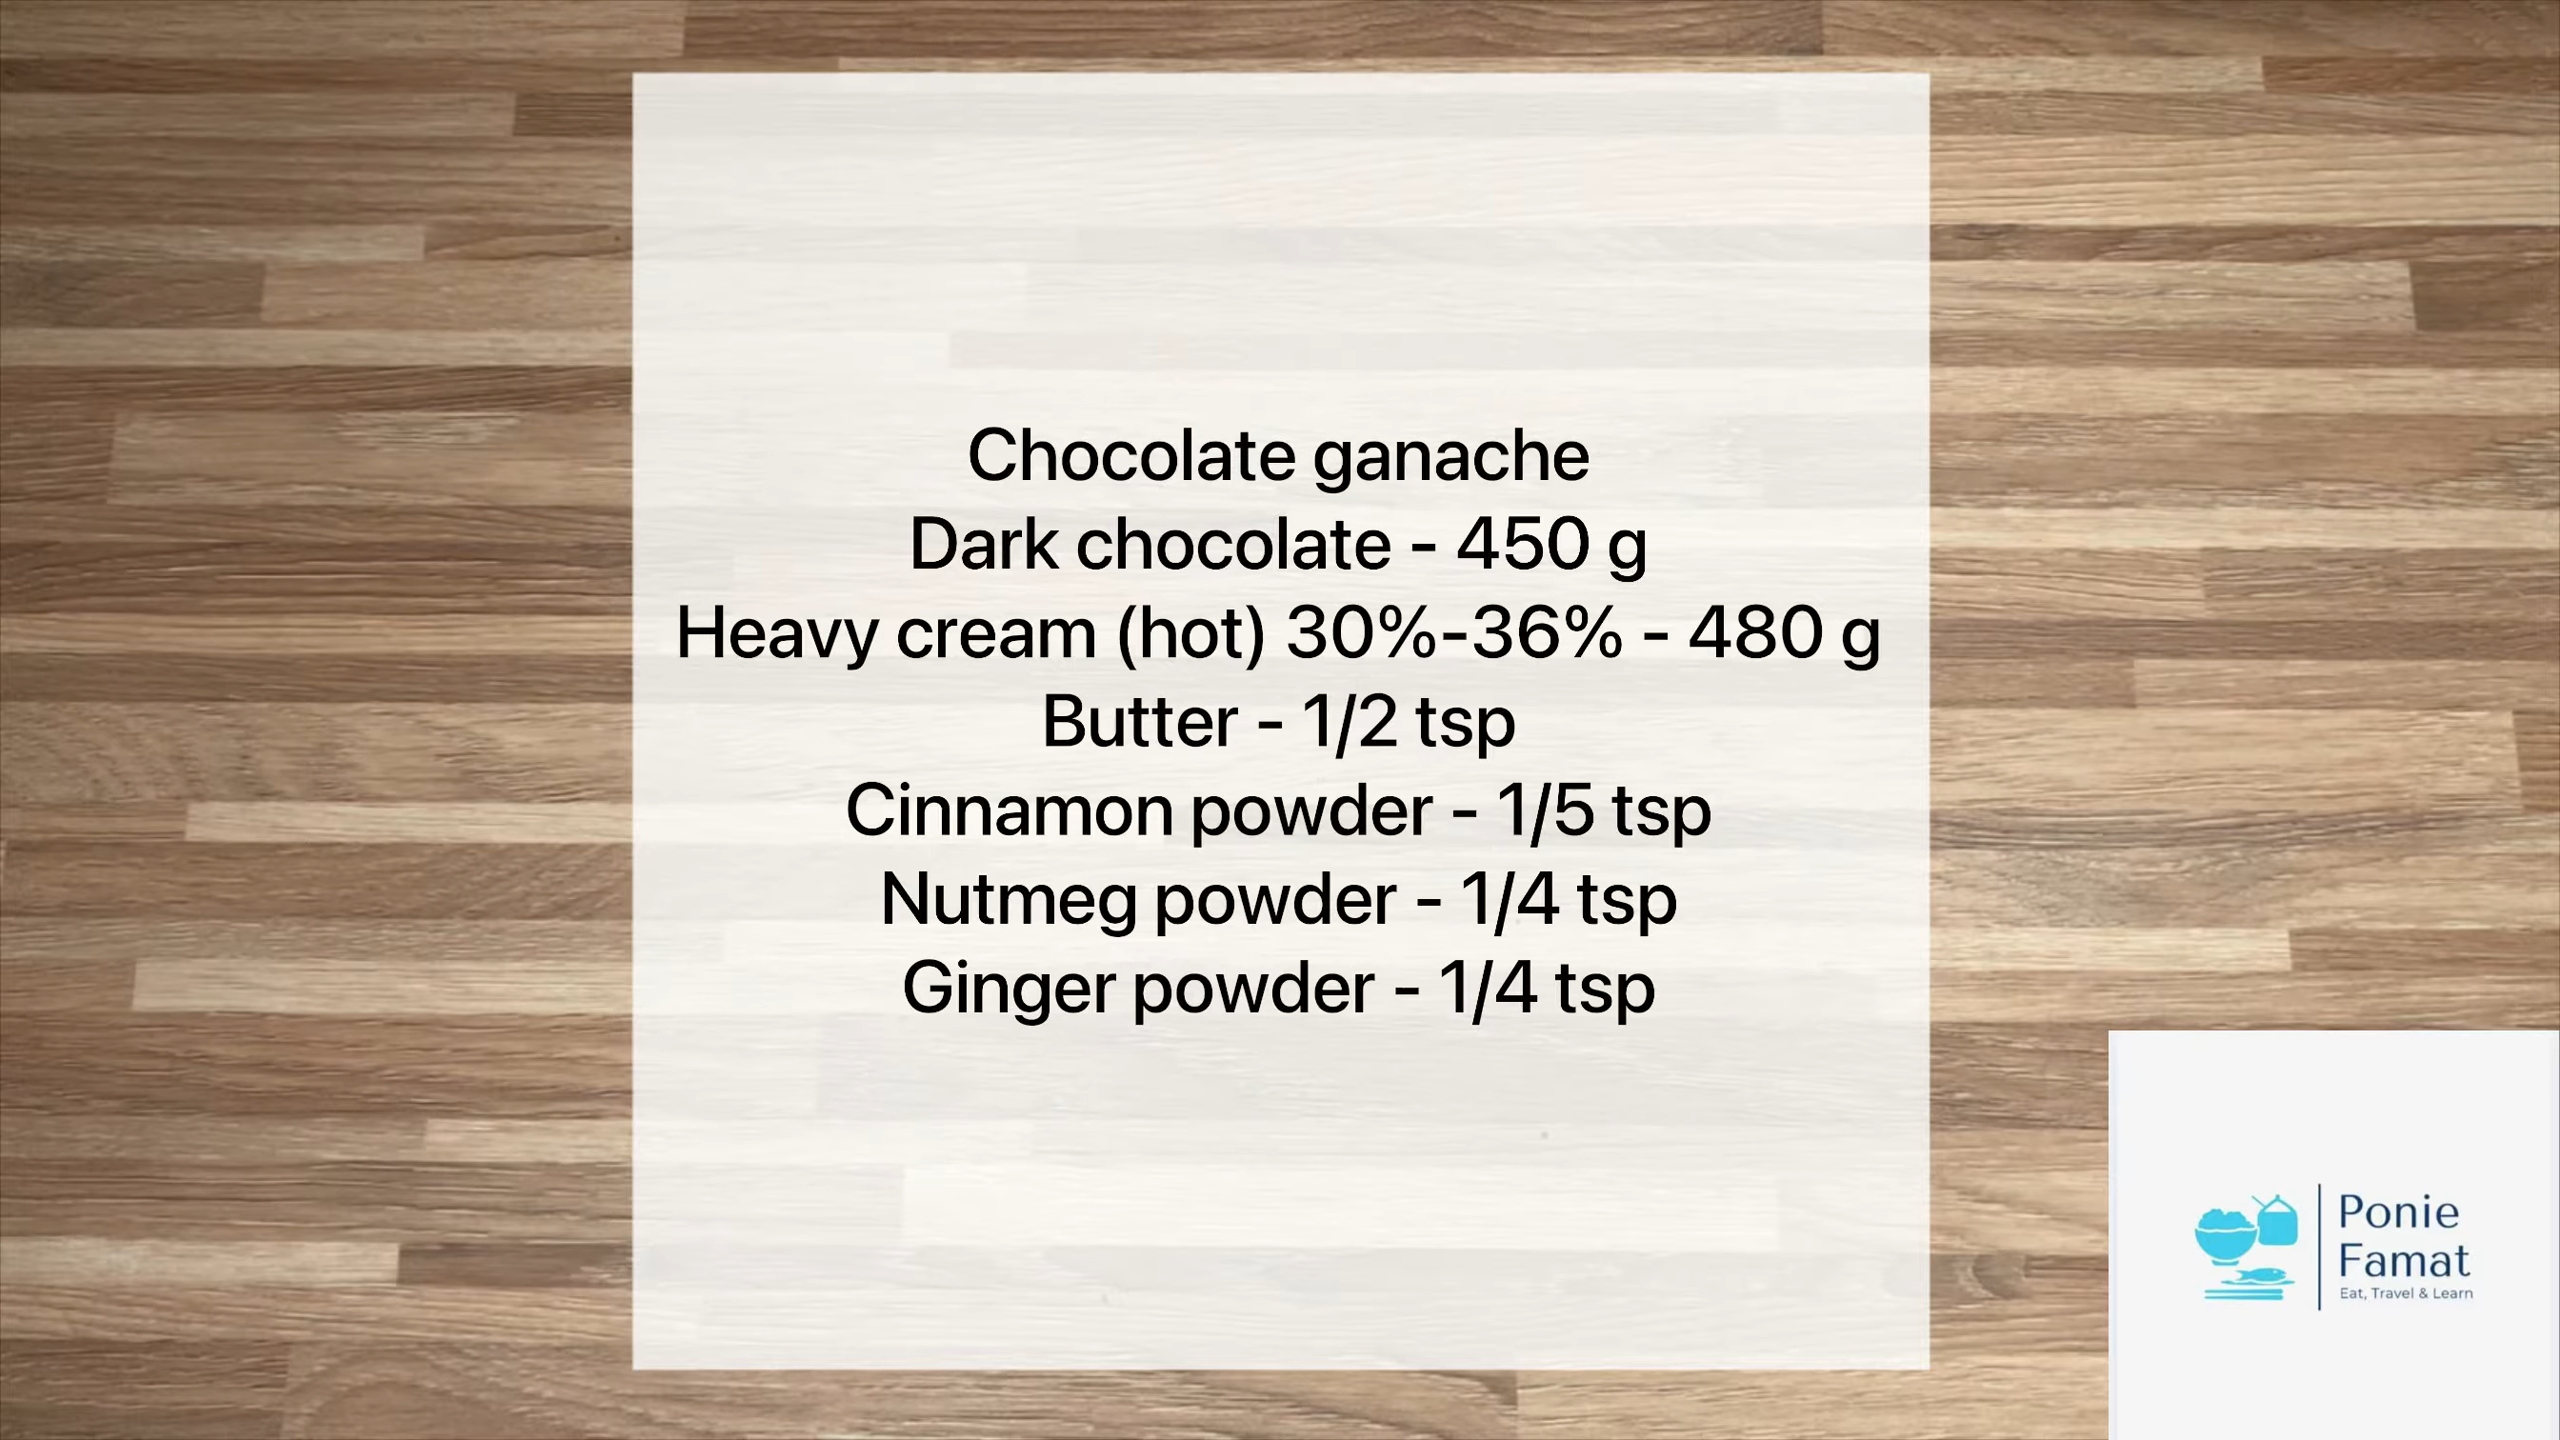 Chocolate ganache
Dark chocolate - 450 g
Heavy cream (hot) 30%-36% - 480 g
Butter - 1/2 tsp
Cinnamon powder - 1/5 tsp
Nutmeg powder - 1/4 tsp
Ginger powder - 1/4 tsp
Ponie
Famat
Eat, Travel & Learn